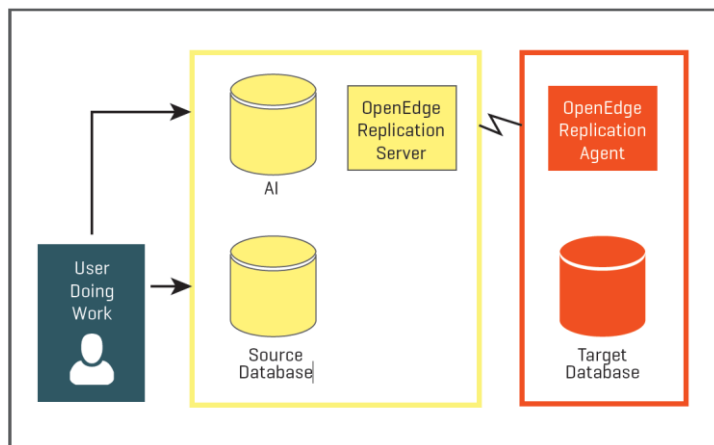 AI
OpenEdge
Replication
Server
OpenEdge
Replication
Agent
User
Doing
Work
Source
Database
Target
Database